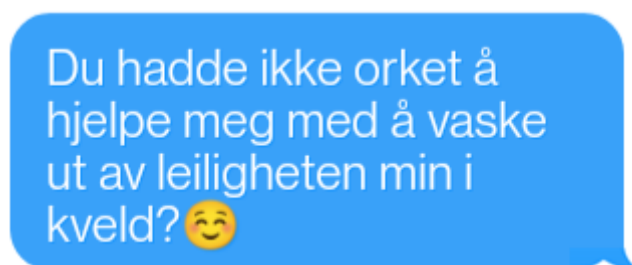 Du hadde ikke orket å
hjelpe meg med å vaske
ut av leiligheten min i
kveld?☺️